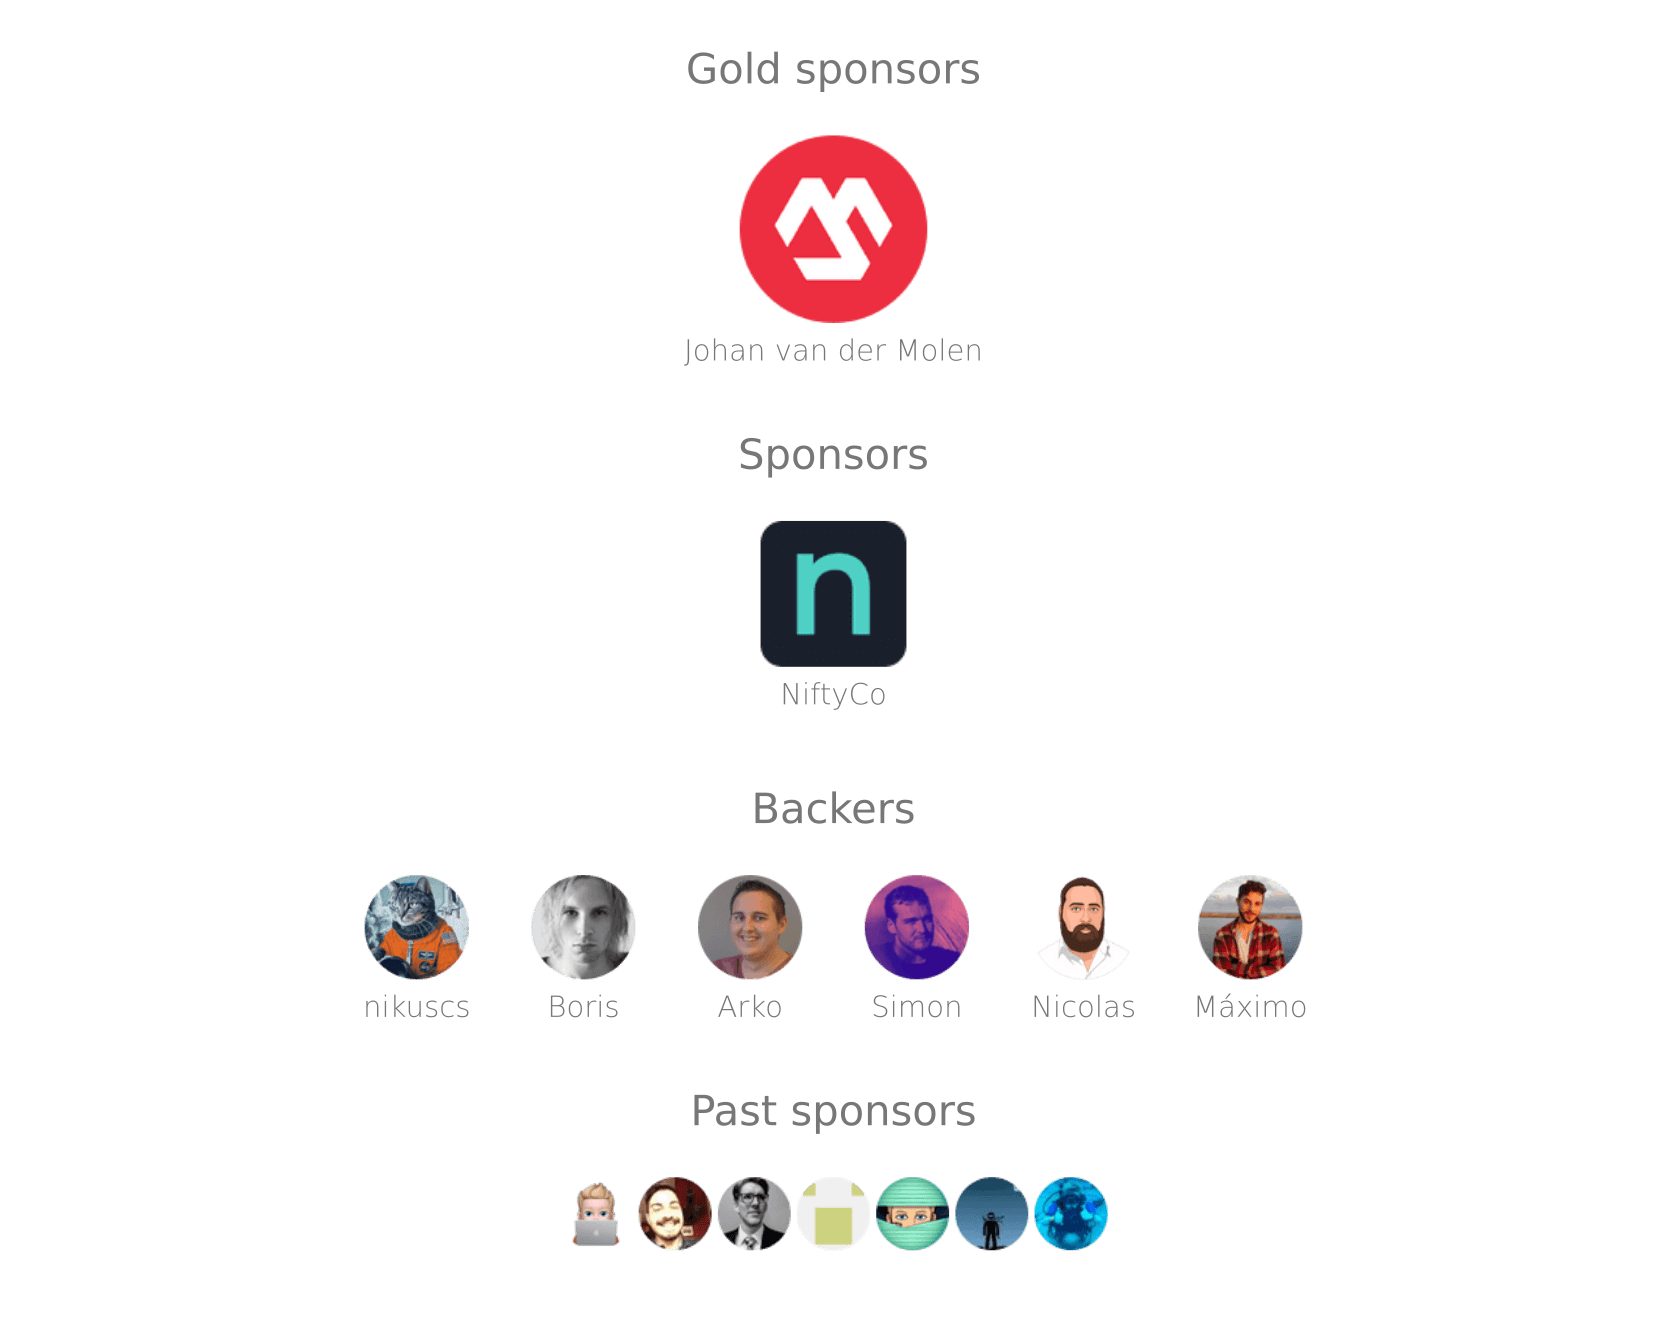 Gold sponsors
Johan van der Molen
Sponsors
n
NiftyCo
Backers
nikuscs Boris Arko Simon Nicolas Máximo
Past sponsors